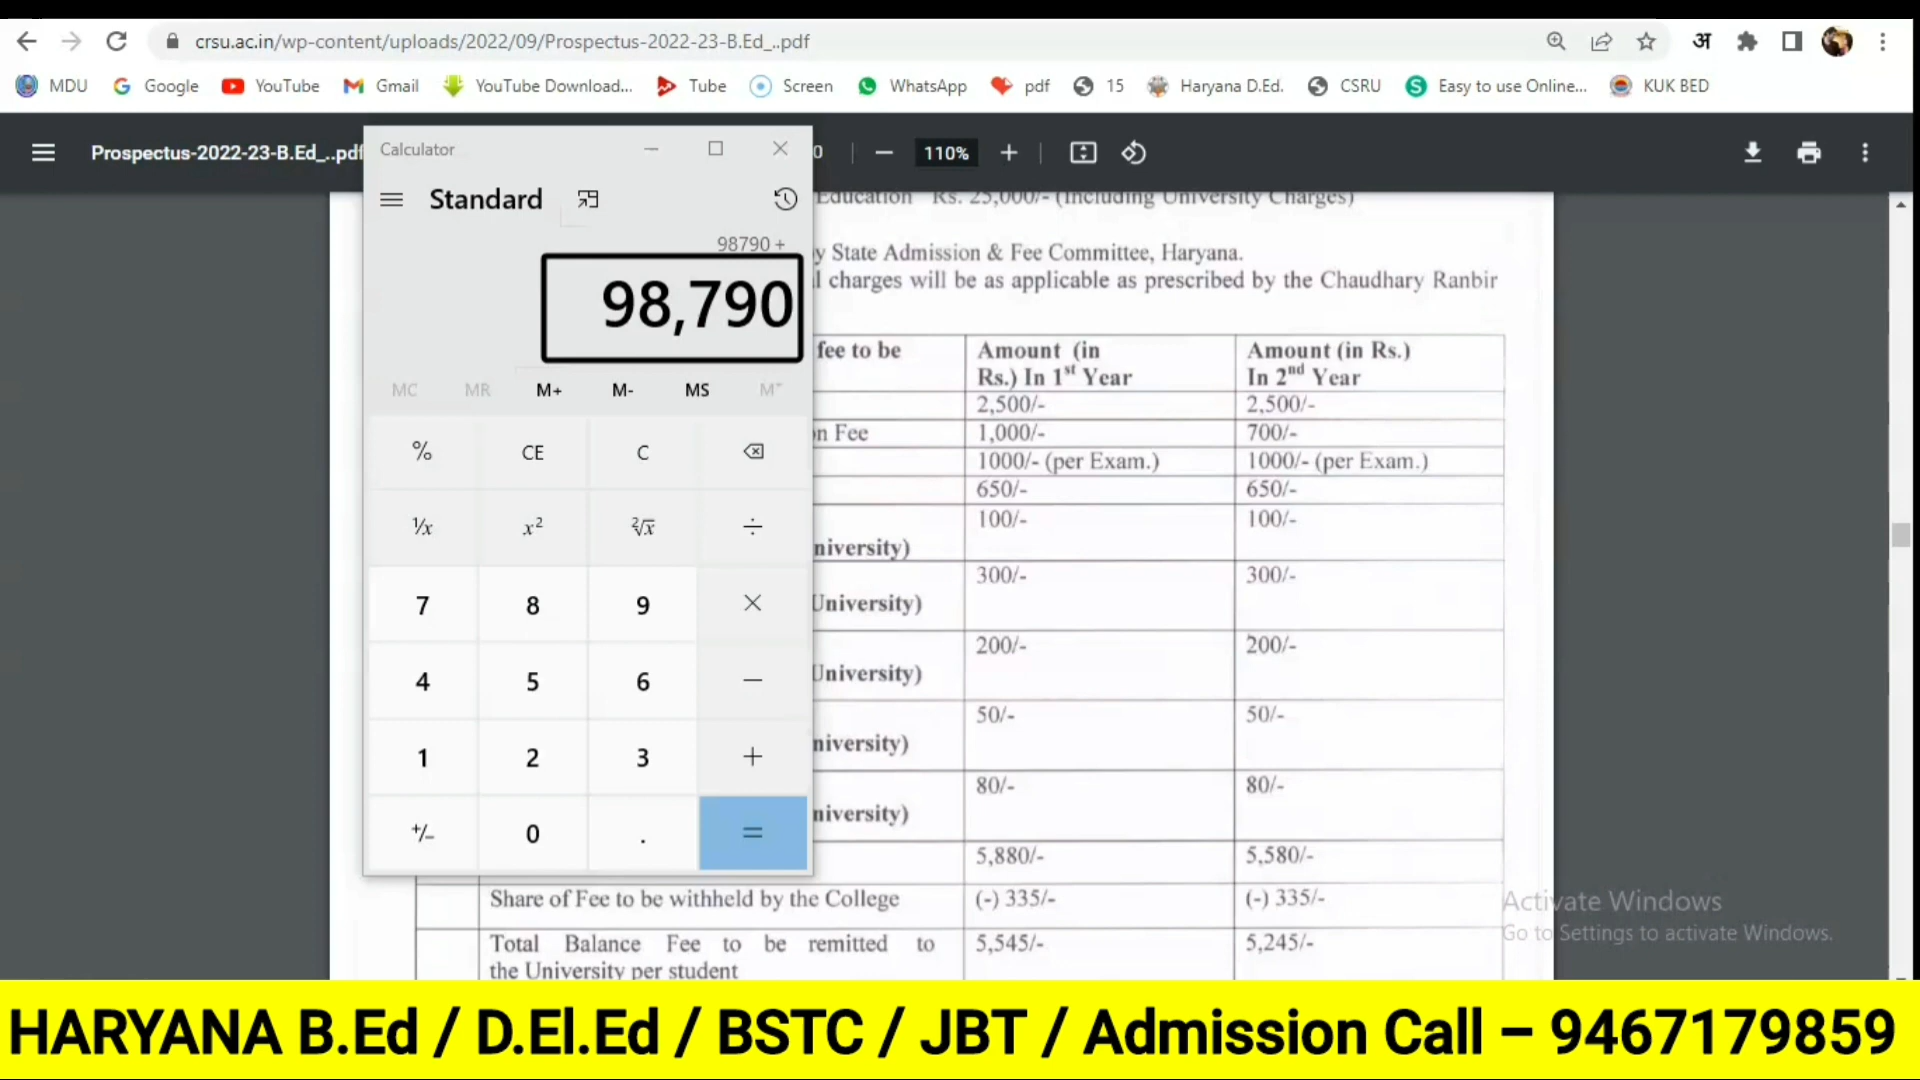 crsu.ac.in/wp-content/uploads/2022/09/Prospectus-2022-23-B.Ed_..pdf
अ
MDU Google YouTube Gmail YouTube Download... Tube Screen WhatsApp pdf 15 Haryana D.Ed. CSRU Easy to use Online... KUK BED
Prospectus-2022-23-B.Ed_..pdf
0 110%
Calculator
Standard
98790 +
98,790
MC MR M+ M- MS M˅
% CE C
¹/x x² ²√x ÷
7 8 9 ×
4 5 6 −
1 2 3 +
+/− 0 . =
Education Rs. 25,000/- (Including University Charges)
y State Admission & Fee Committee, Haryana.
l charges will be as applicable as prescribed by the Chaudhary Ranbir
fee to be Amount (in Amount (in Rs.)
Rs.) In 1st Year In 2nd Year
2,500/- 2,500/-
on Fee 1,000/- 700/-
1000/- (per Exam.) 1000/- (per Exam.)
650/- 650/-
100/- 100/-
niversity)
300/- 300/-
University)
200/- 200/-
University)
50/- 50/-
niversity)
80/- 80/-
niversity)
5,880/- 5,580/-
Share of Fee to be withheld by the College (-) 335/- (-) 335/-
Total Balance Fee to be remitted to 5,545/- 5,245/-
the University per student
Activate Windows
Go to Settings to activate Windows.
HARYANA B.Ed / D.El.Ed / BSTC / JBT / Admission Call – 9467179859